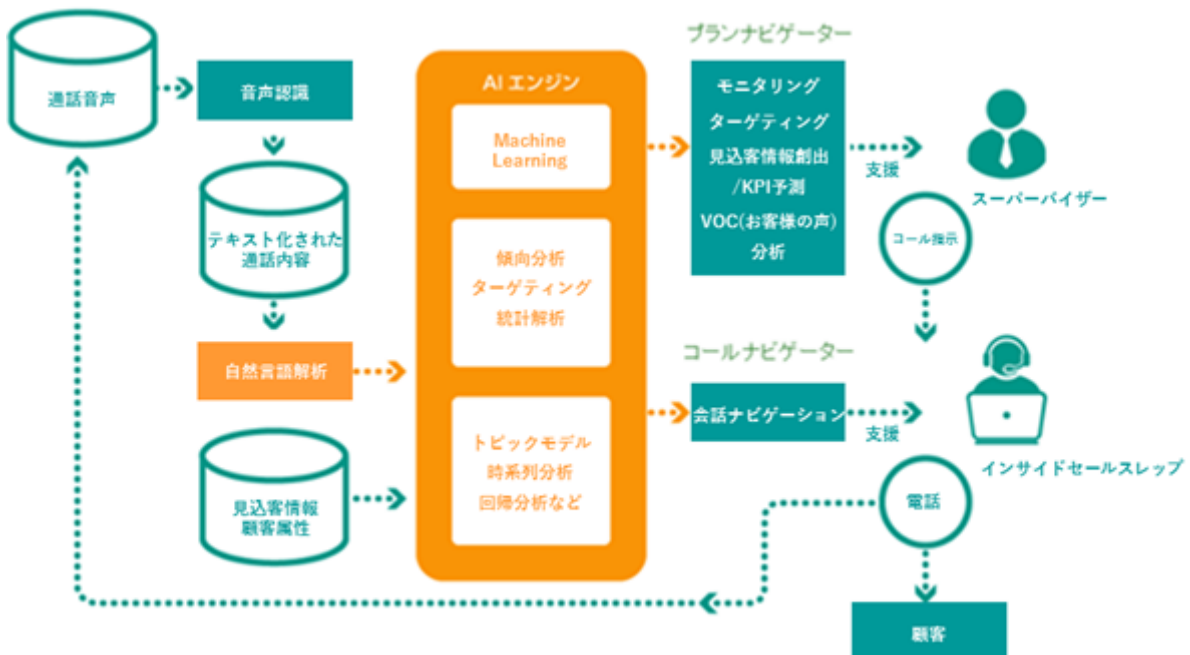 通話音声
音声認識
テキスト化された
通話内容
自然言語解析
見込客情報
顧客属性
AIエンジン
Machine
Learning
傾向分析
ターゲティング
統計解析
トピックモデル
時系列分析
回帰分析など
プランナビゲーター
モニタリング
ターゲティング
見込客情報創出
/KPI予測
VOC(お客様の声)
分析
支援
スーパーバイザー
コール指示
コールナビゲーター
会話ナビゲーション
支援
インサイドセールスレップ
電話
顧客